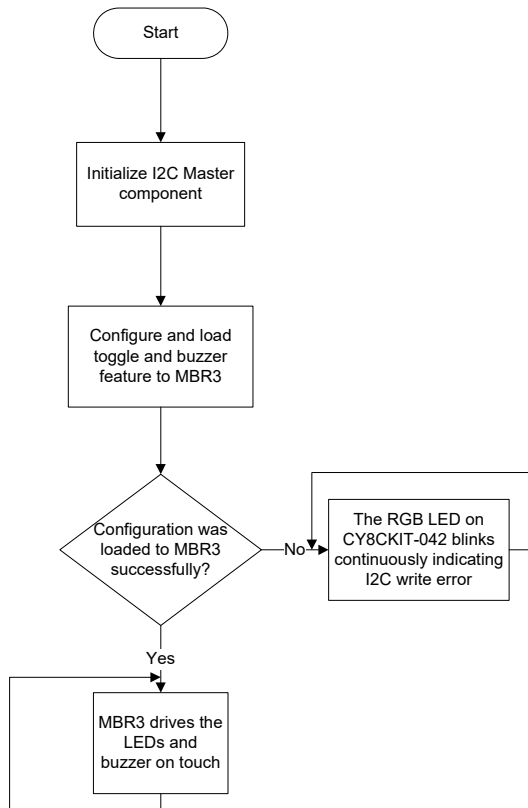 Start
Initialize I2C Master
component
Configure and load
toggle and buzzer
feature to MBR3
Configuration was
loaded to MBR3
successfully?
No
The RGB LED on
CY8CKIT-042 blinks
continuously indicating
I2C write error
Yes
MBR3 drives the
LEDs and
buzzer on touch